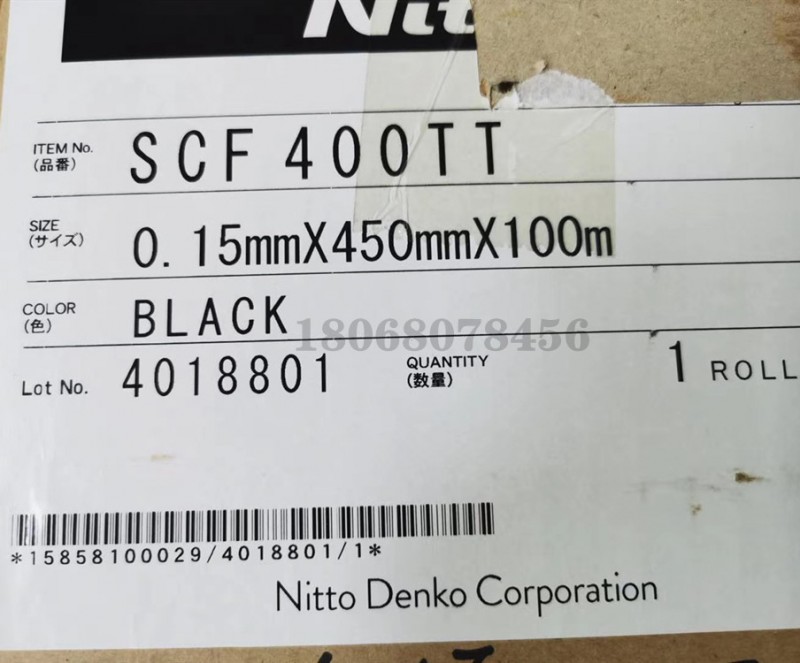 Nit
ITEM No. SCF 400TT
(品番)
SIZE 0.15mmX450mmX100m
(サイズ)
COLOR BLACK
(色)
18068078456
Lot No. 4018801 QUANTITY 1 ROLL
(数量)
*15858100029/4018801/1*
Nitto Denko Corporation